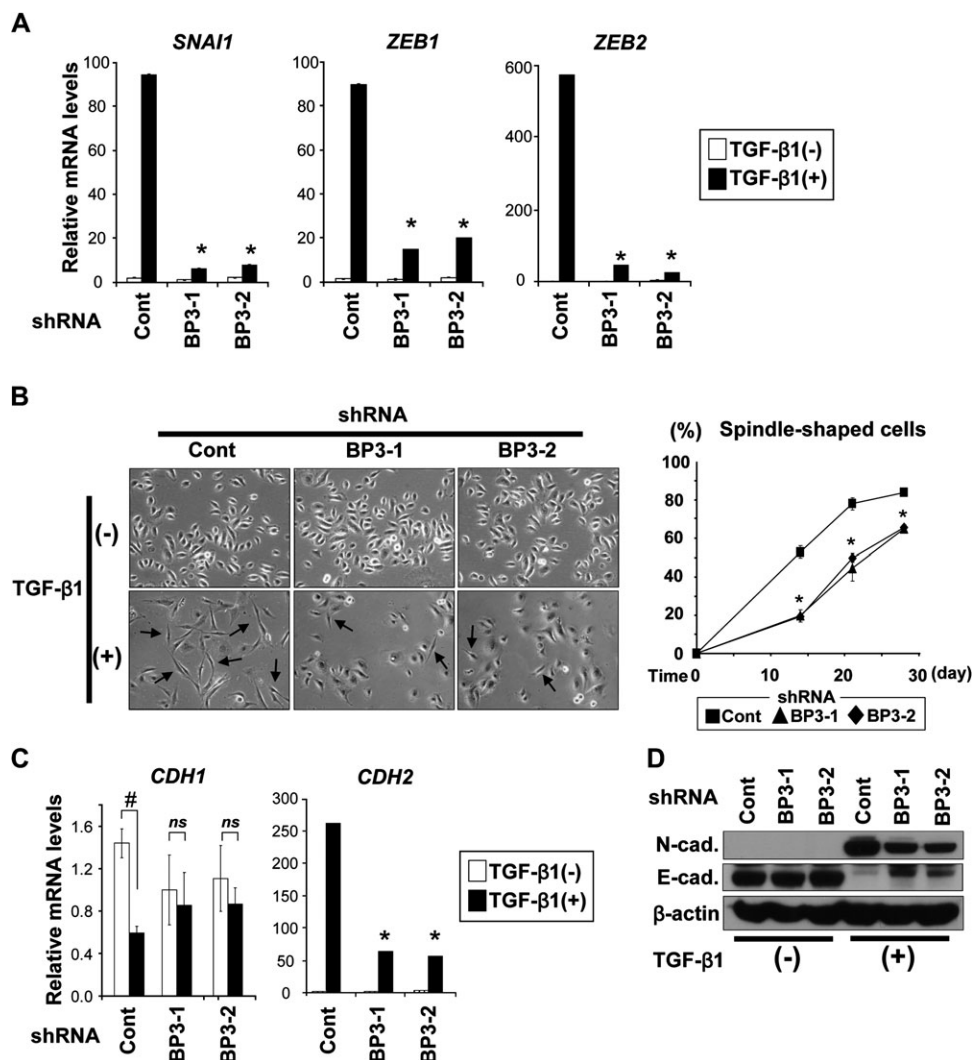 A
SNAI1
ZEB1
ZEB2
Relative mRNA levels
100
80
60
40
20
0
100
80
60
40
20
0
600
400
200
0
TGF-β1(-)
TGF-β1(+)
*
*
*
*
*
*
shRNA
Cont
BP3-1
BP3-2
Cont
BP3-1
BP3-2
Cont
BP3-1
BP3-2
B
shRNA
Cont
BP3-1
BP3-2
TGF-β1
(-)
(+)
(%) Spindle-shaped cells
100
80
60
40
20
0
*
*
*
Time 0 10 20 30 (day)
shRNA
Cont BP3-1 BP3-2
C
CDH1
CDH2
Relative mRNA levels
1.4
1.2
0.8
0.4
0.0
#
ns
ns
300
250
200
150
100
50
0
*
*
TGF-β1(-)
TGF-β1(+)
shRNA
Cont
BP3-1
BP3-2
Cont
BP3-1
BP3-2
D
shRNA
Cont
BP3-1
BP3-2
Cont
BP3-1
BP3-2
N-cad.
E-cad.
β-actin
TGF-β1 (-) (+)